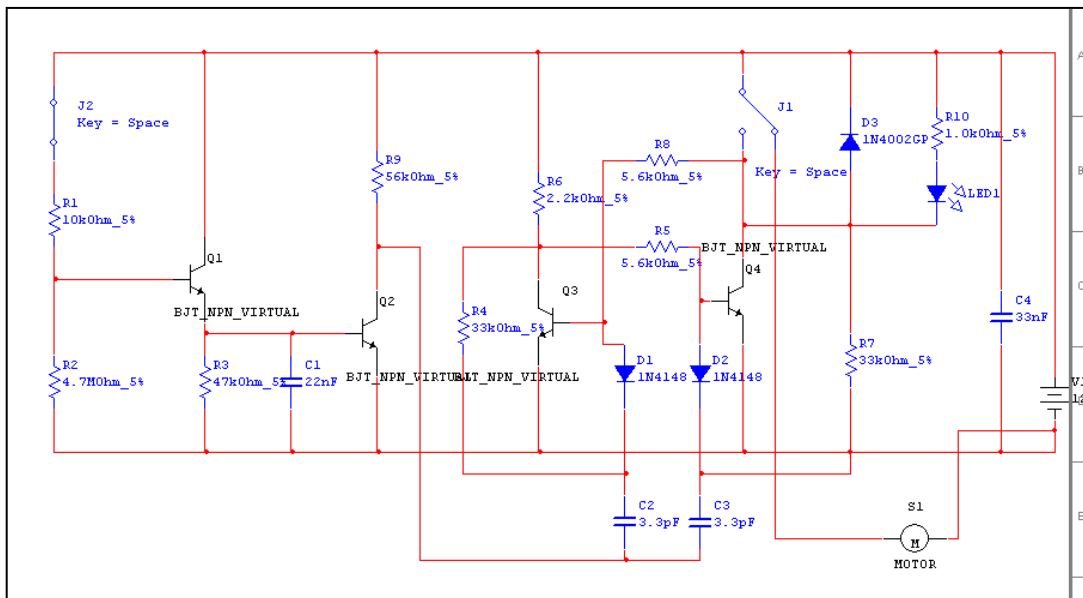 J2
Key = Space
R1
10kOhm_5%
R2
4.7MOhm_5%
Q1
BJT_NPN_VIRTUAL
R3
47kOhm_5%
C1
22nF
R9
56kOhm_5%
Q2
BJT_NPN_VIRTUAL
R4
33kOhm_5%
R6
2.2kOhm_5%
Q3
BJT_NPN_VIRTUAL
R8
5.6kOhm_5%
R5
5.6kOhm_5%
D1
1N4148
D2
1N4148
C2
3.3pF
C3
3.3pF
J1
Key = Space
BJT_NPN_VIRTUAL
Q4
D3
1N4002GP
R10
1.0kOhm_5%
LED1
R7
33kOhm_5%
C4
33nF
S1
M
MOTOR
A
B
C
E